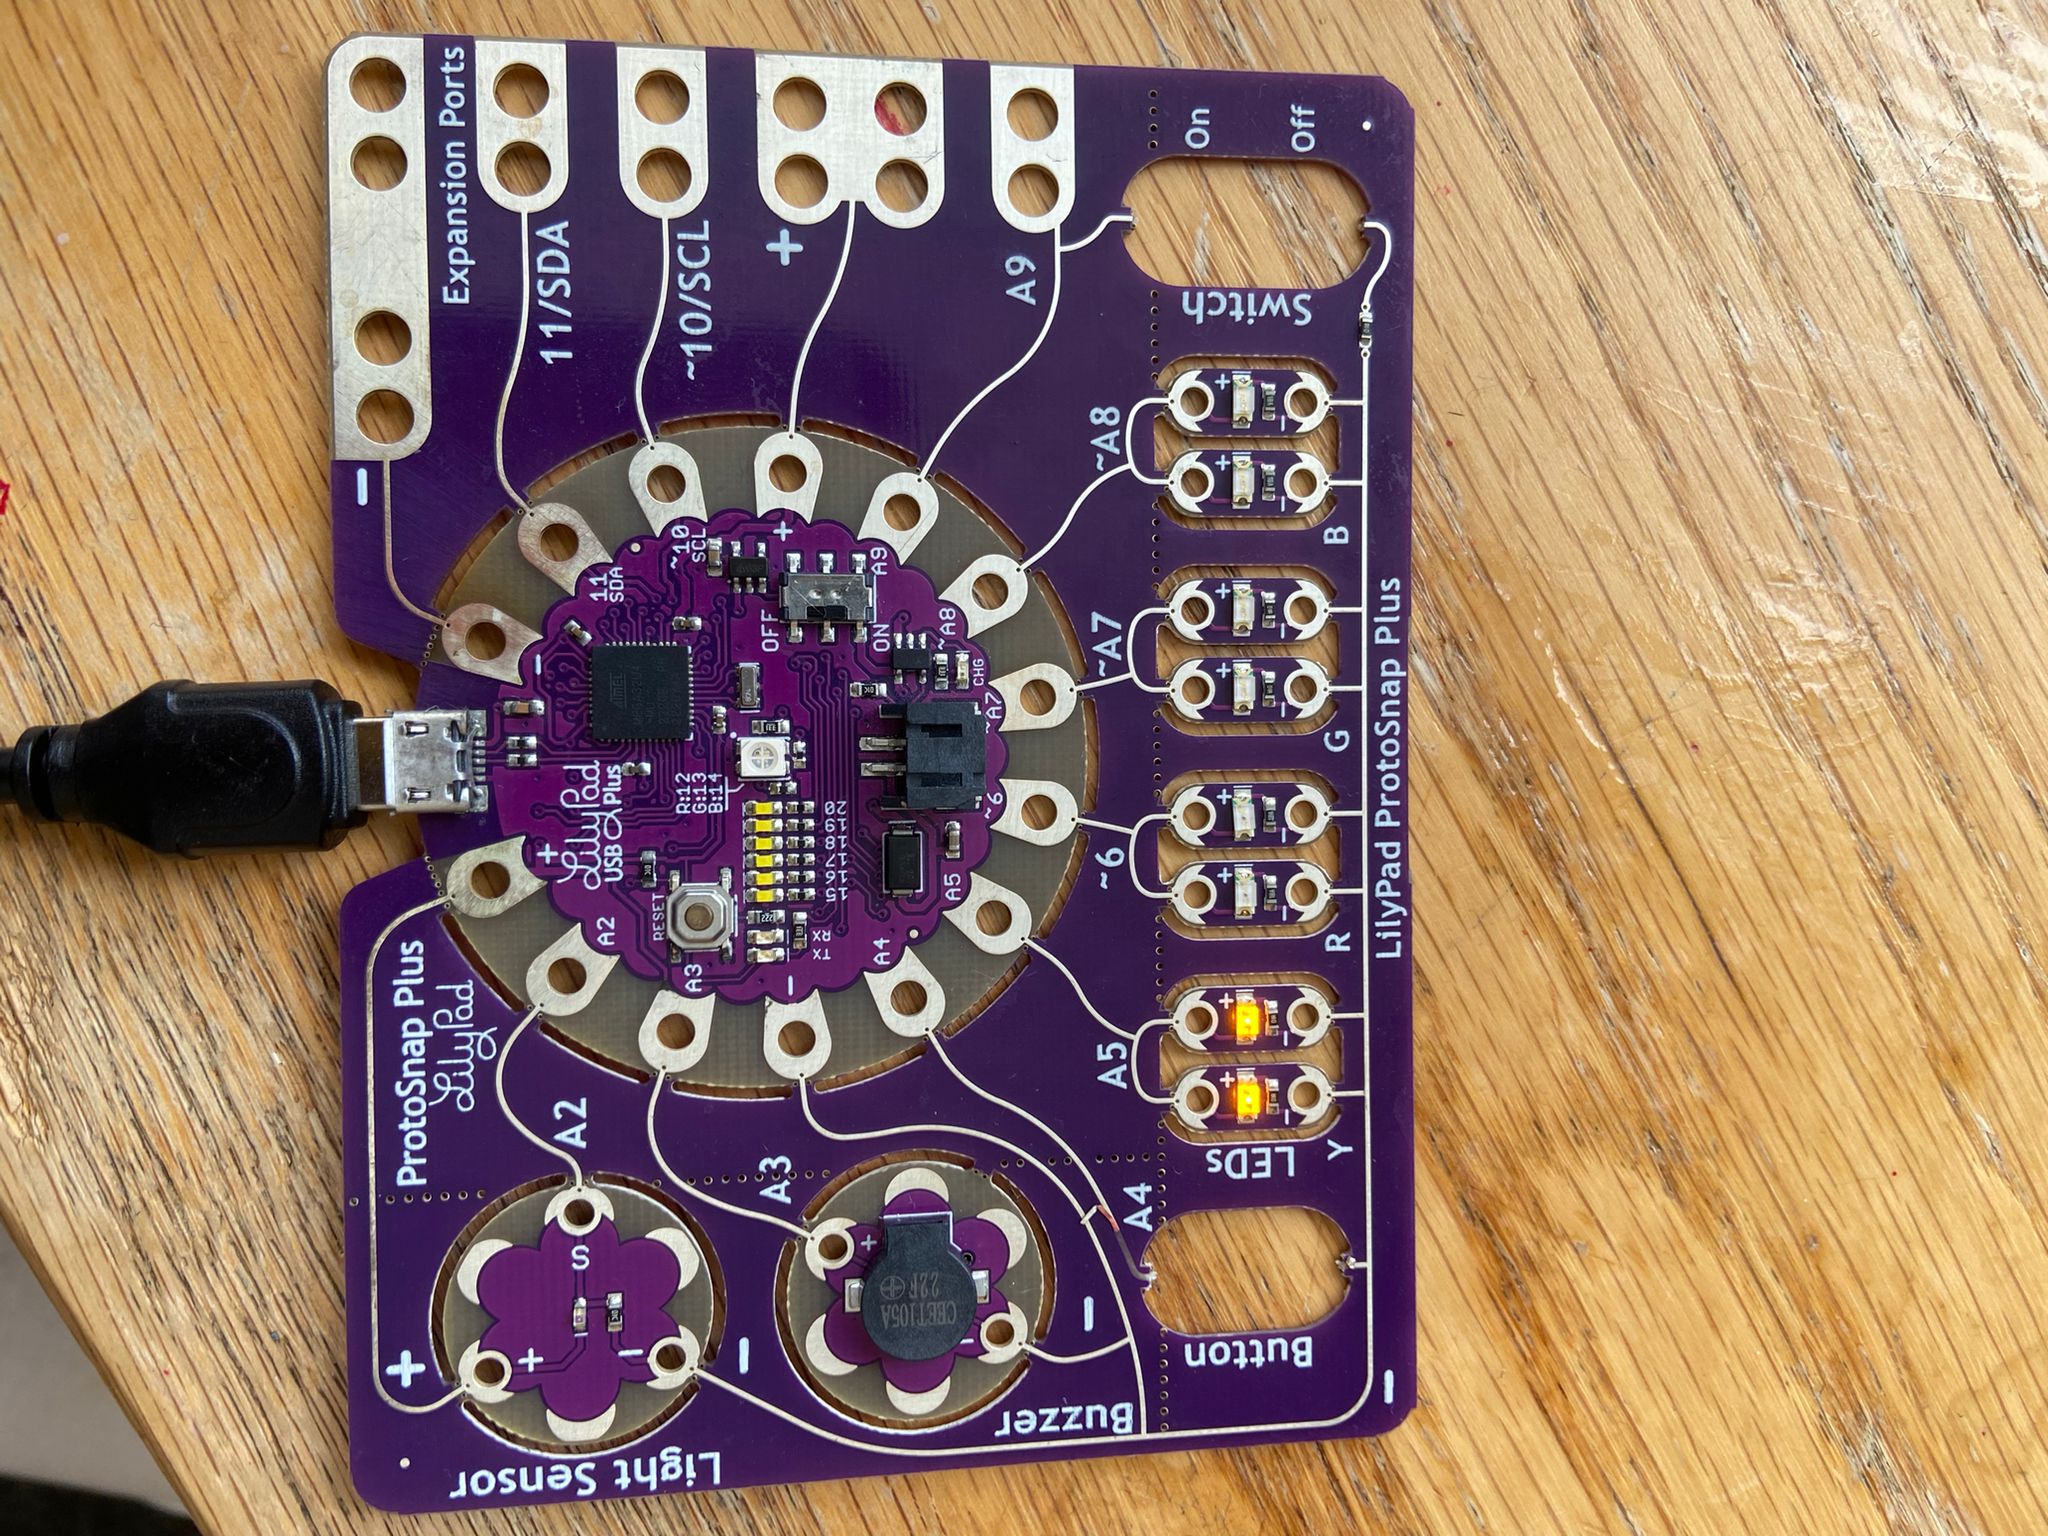 Expansion Ports
11/SDA
~10/SCL
+
A9
On
Off
Switch
-
~A8
B
~A7
G
~6
R
A5
Y
LEDs
LilyPad ProtoSnap Plus
11
SDA
~10
SCL
+
A9
OFF
ON
~A8
CHG
~A7
~6
A5
A4
-
A3
A2
+
-
ATMEL
LilyPad
USB Plus
R:12
G:13
B:14
RESET
20
19
18
17
16
15
RX
TX
ProtoSnap Plus
LilyPad
A2
A3
A4
+
-
-
-
S
+
-
Light Sensor
+
-
CBET105A
22F
Buzzer
Button